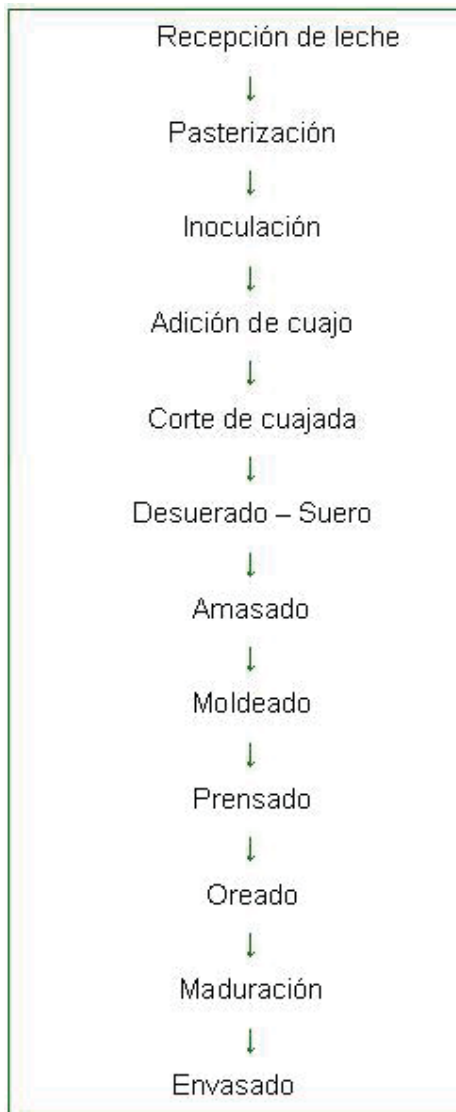 Recepción de leche
↓
Pasterización
↓
Inoculación
↓
Adición de cuajo
↓
Corte de cuajada
↓
Desuerado – Suero
↓
Amasado
↓
Moldeado
↓
Prensado
↓
Oreado
↓
Maduración
↓
Envasado